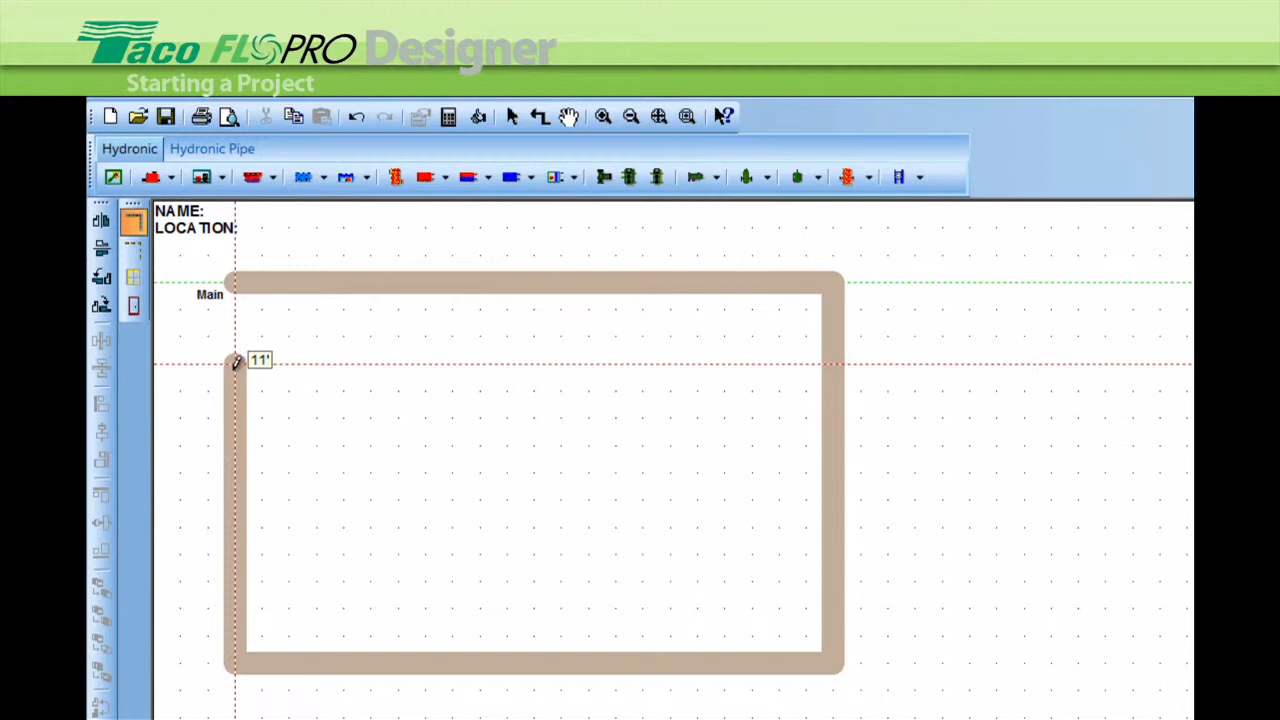 Taco FLOPRO Designer
Starting a Project
Hydronic Hydronic Pipe
NAME:
LOCATION:
Main
11'